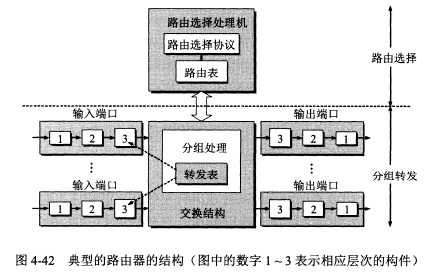 路由选择处理机
路由选择协议
路由表
路由选择
输入端口
输出端口
1 2 3
分组处理
3 2 1
转发表
分组转发
输入端口
输出端口
1 2 3
3 2 1
交换结构
图 4-42 典型的路由器的结构（图中的数字 1～3 表示相应层次的构件）